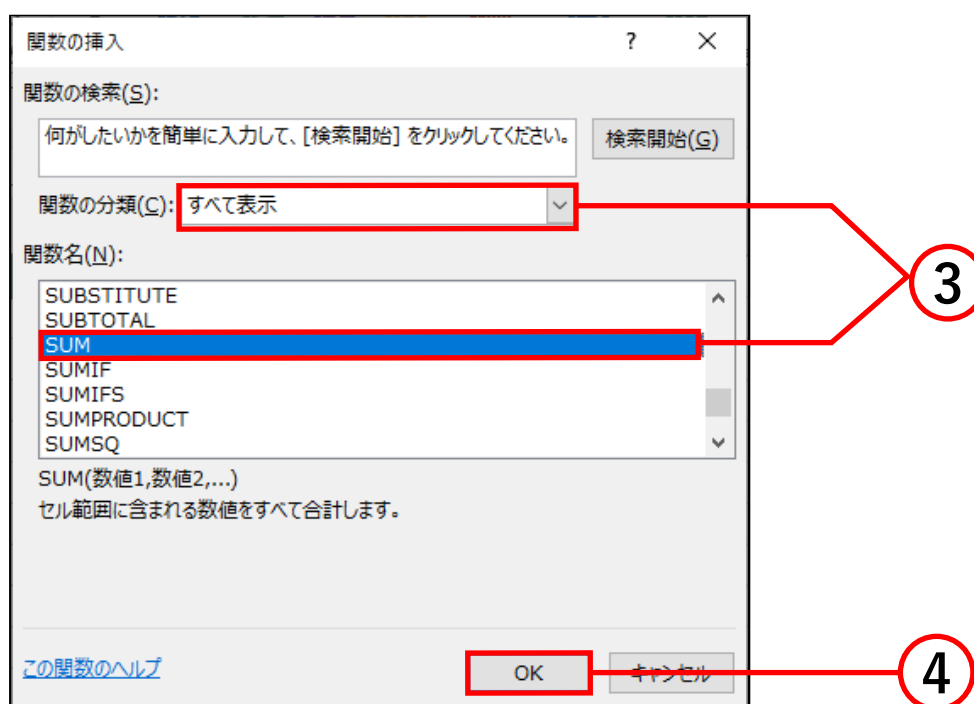 関数の挿入 ?
関数の検索(S):
何がしたいかを簡単に入力して、[検索開始] をクリックしてください。 検索開始(G)
関数の分類(C): すべて表示
関数名(N):
3
SUBSTITUTE
SUBTOTAL
SUM
SUMIF
SUMIFS
SUMPRODUCT
SUMSQ
SUM(数値1,数値2,...)
セル範囲に含まれる数値をすべて合計します。
この関数のヘルプ OK キャンセル 4